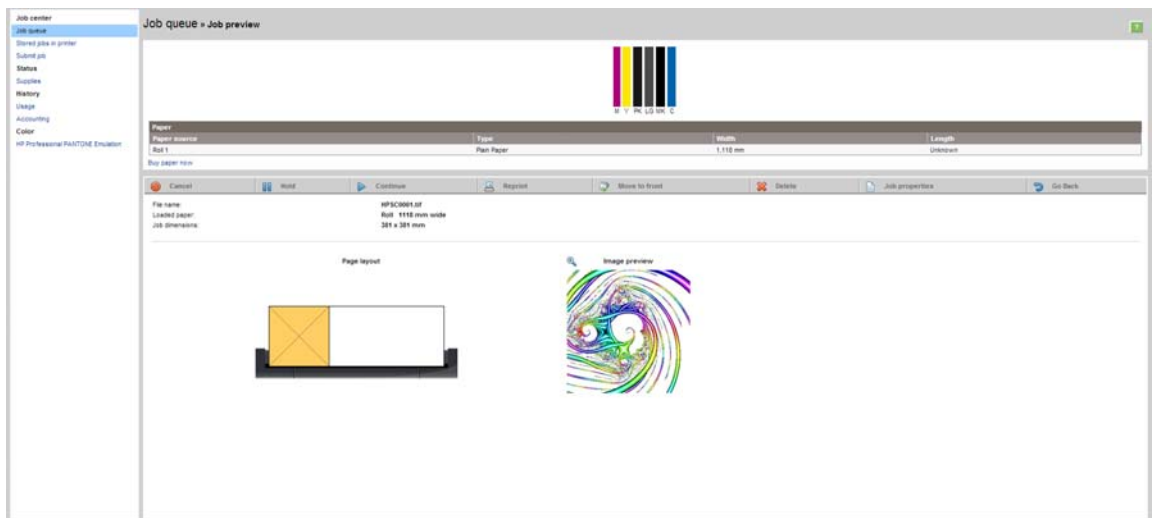 Job center
Job queue
Stored jobs in printer
Submit job
Status
Supplies
History
Usage
Accounting
Color
HP Professional PANTONE Emulation
Job queue » Job preview
?
M Y PK LG MK C
Paper
Paper source Type Width Length
Roll 1 Plain Paper 1,118 mm Unknown
Buy paper now
Cancel Hold Continue Reprint Move to front Delete Job properties Go Back
File name: HPSC0001.tif
Loaded paper: Roll 1118 mm wide
Job dimensions: 381 x 381 mm
Page layout Image preview